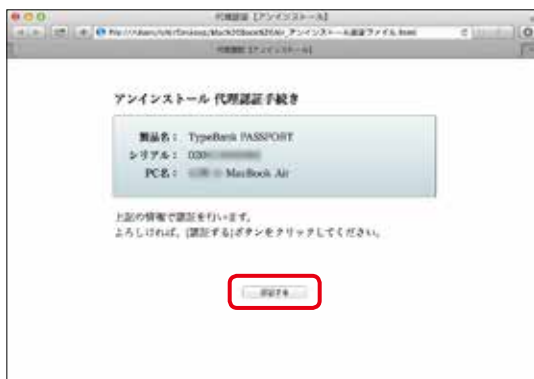 代理認証 [アンインストール]
代理認証 [アンインストール]
アンインストール 代理認証手続き
製品名： TypeBank PASSPORT
シリアル： 020
PC名： MacBook Air
上記の情報で認証を行います。
よろしければ、[認証する]ボタンをクリックしてください。
認証する